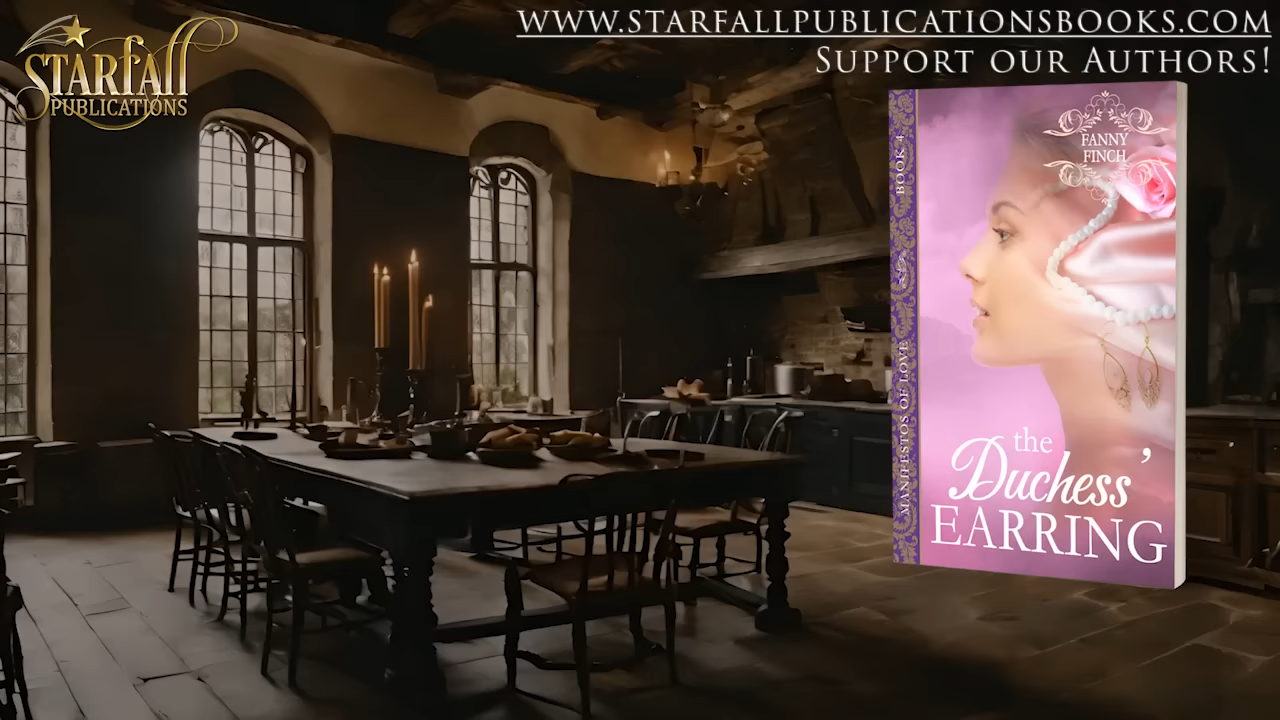 STARfall
PUBLICATIONS
WWW.STARFALLPUBLICATIONSBOOKS.COM
SUPPORT OUR AUTHORS!
BOOK 4
MANIFESTOS OF LOVE
FANNY
FINCH
the
Duchess'
EARRING